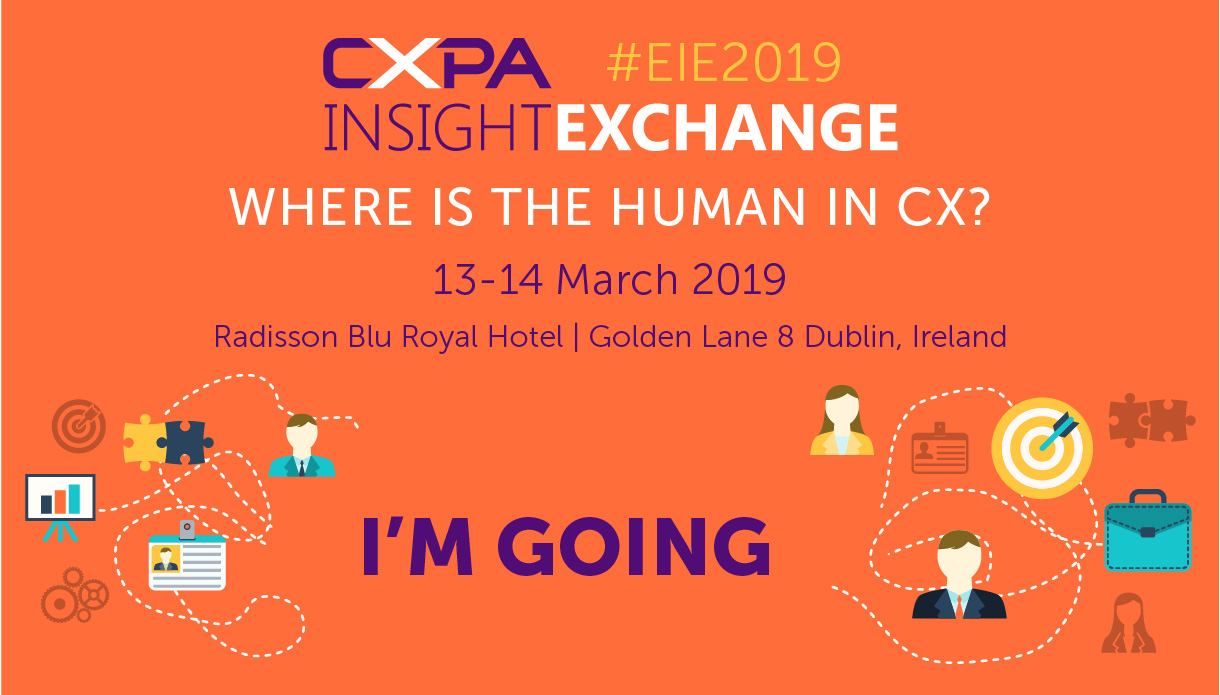 CXPA #EIE2019
INSIGHTEXCHANGE
WHERE IS THE HUMAN IN CX?
13-14 March 2019
Radisson Blu Royal Hotel | Golden Lane 8 Dublin, Ireland
I'M GOING